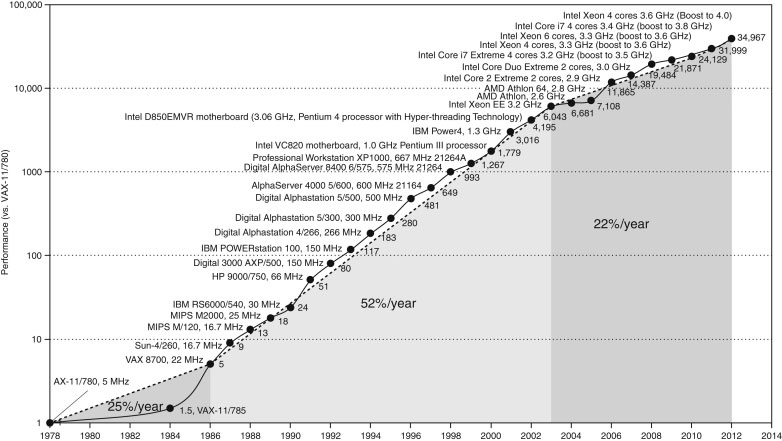 100,000
10,000
1000
100
10
1
Performance (vs. VAX-11/780)
Intel Xeon 4 cores 3.6 GHz (Boost to 4.0)
Intel Core i7 4 cores 3.4 GHz (boost to 3.8 GHz)
Intel Xeon 6 cores, 3.3 GHz (boost to 3.6 GHz)
34,967
Intel Xeon 4 cores, 3.3 GHz (boost to 3.6 GHz)
31,999
Intel Core i7 Extreme 4 cores 3.2 GHz (boost to 3.5 GHz)
24,129
Intel Core Duo Extreme 2 cores, 3.0 GHz
21,871
19,484
Intel Core 2 Extreme 2 cores, 2.9 GHz
14,387
AMD Athlon 64, 2.8 GHz
11,865
AMD Athlon, 2.6 GHz
7,108
Intel Xeon EE 3.2 GHz
6,681
6,043
Intel D850EMVR motherboard (3.06 GHz, Pentium 4 processor with Hyper-threading Technology)
4,195
IBM Power4, 1.3 GHz
3,016
Intel VC820 motherboard, 1.0 GHz Pentium III processor
1,779
Professional Workstation XP1000, 667 MHz 21264A
1,267
Digital AlphaServer 8400 6/575, 575 MHz 21264
993
AlphaServer 4000 5/600, 600 MHz 21164
649
Digital Alphastation 5/500, 500 MHz
481
Digital Alphastation 5/300, 300 MHz
280
22%/year
Digital Alphastation 4/266, 266 MHz
183
IBM POWERstation 100, 150 MHz
117
Digital 3000 AXP/500, 150 MHz
80
HP 9000/750, 66 MHz
51
52%/year
IBM RS6000/540, 30 MHz
24
MIPS M2000, 25 MHz
18
MIPS M/120, 16.7 MHz
13
Sun-4/260, 16.7 MHz
9
VAX 8700, 22 MHz
5
AX-11/780, 5 MHz
25%/year
1.5, VAX-11/785
1978 1980 1982 1984 1986 1988 1990 1992 1994 1996 1998 2000 2002 2004 2006 2008 2010 2012 2014